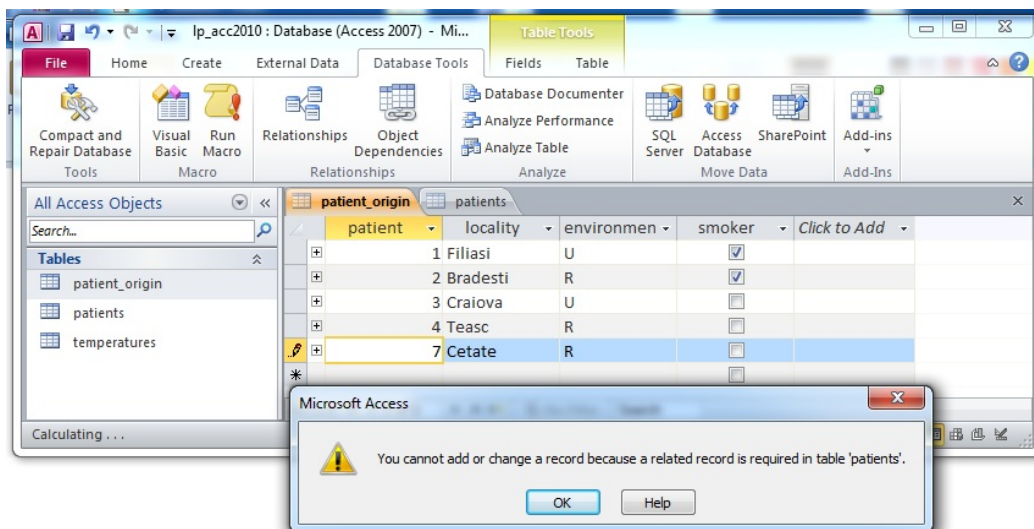 lp_acc2010 : Database (Access 2007) - Mi...
Table Tools
File Home Create External Data Database Tools Fields Table
Compact and Repair Database
Visual Basic
Run Macro
Relationships
Object Dependencies
Database Documenter
Analyze Performance
Analyze Table
SQL Server
Access Database
SharePoint
Add-ins
Tools Macro Relationships Analyze Move Data Add-Ins
All Access Objects
Search...
Tables
patient_origin
patients
temperatures
patient_origin patients
patient locality environmen smoker Click to Add
1 Filiasi U
2 Bradesti R
3 Craiova U
4 Teasc R
7 Cetate R
Calculating . . .
Microsoft Access
You cannot add or change a record because a related record is required in table 'patients'.
OK Help